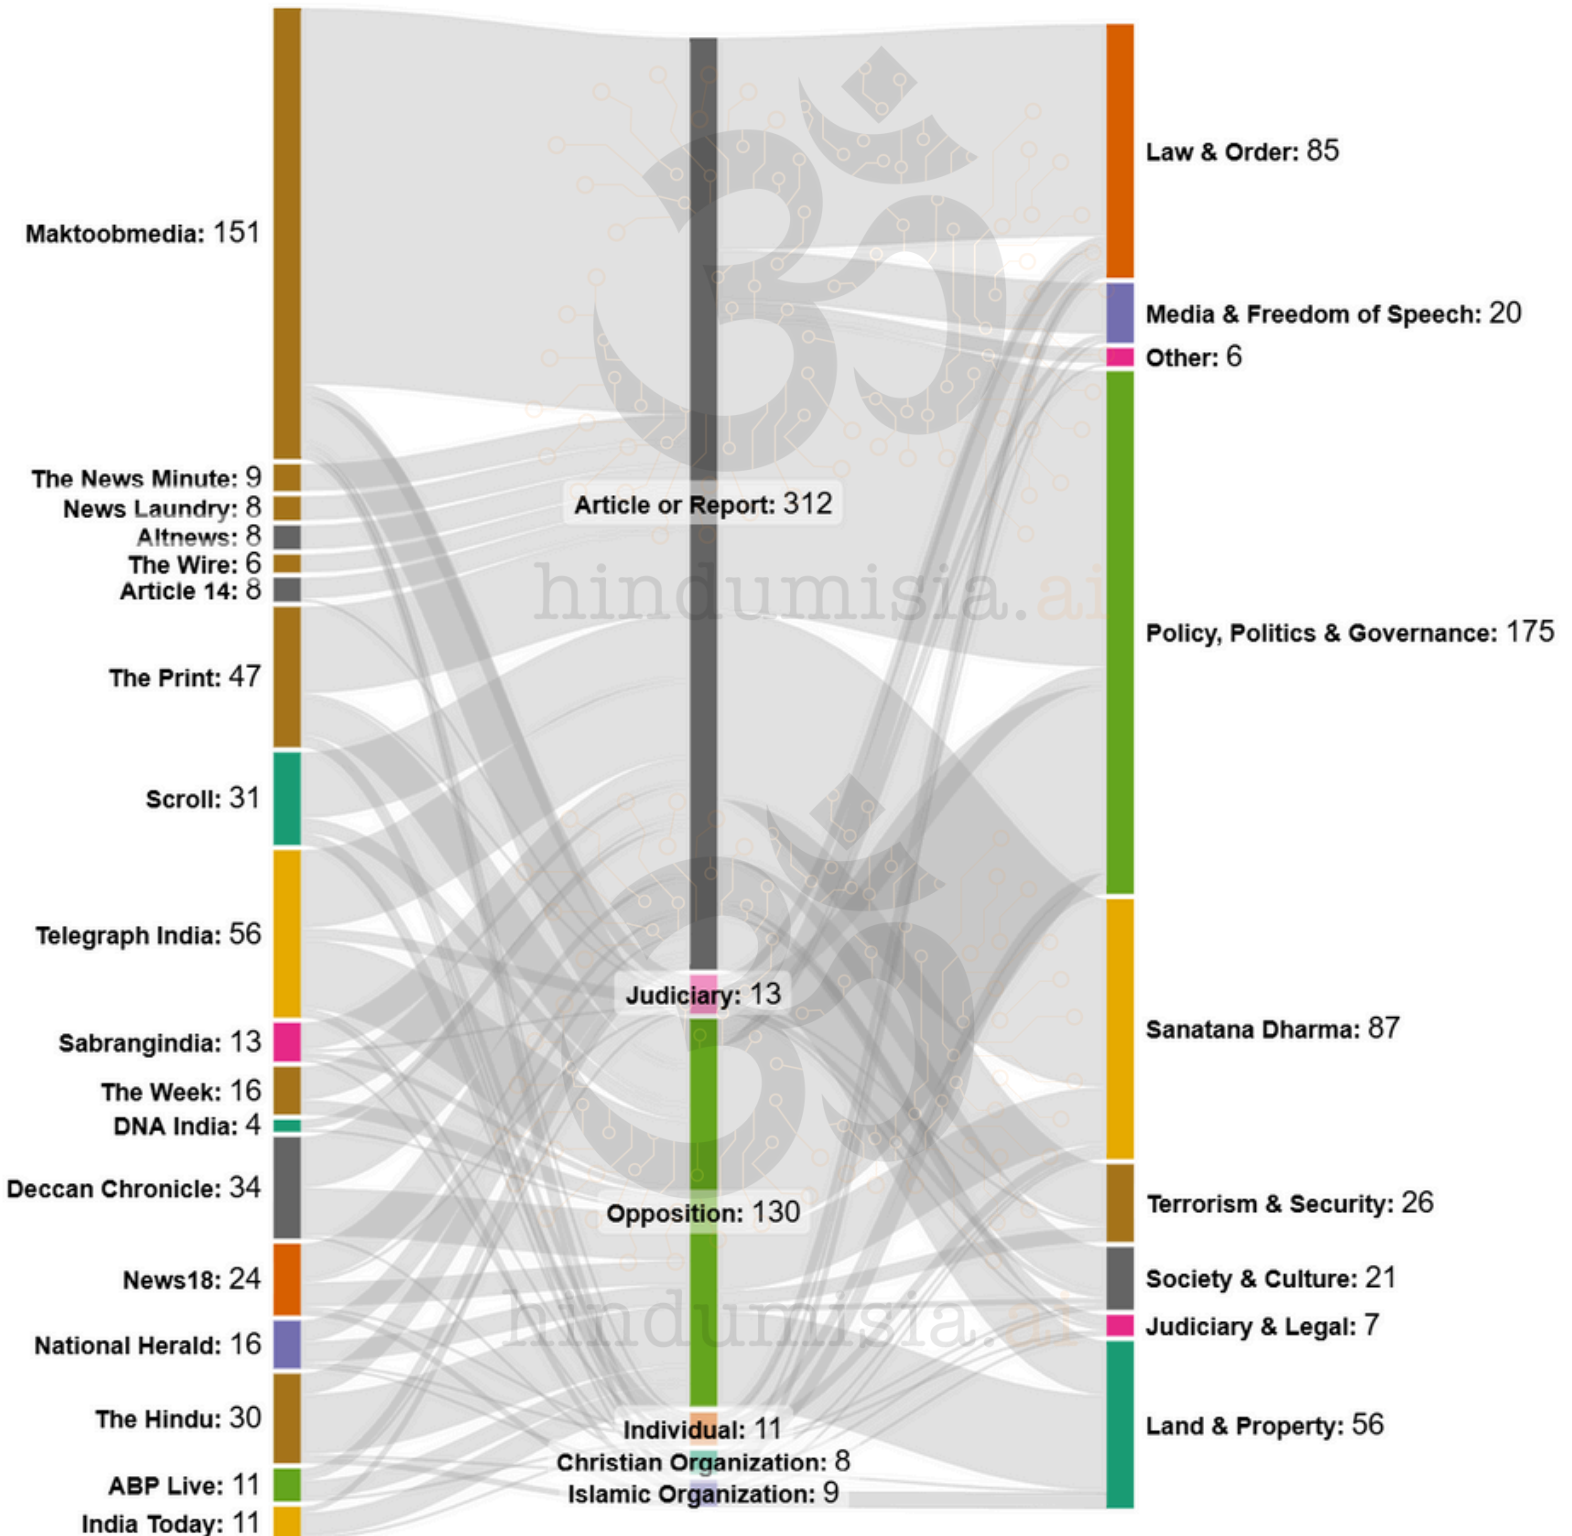 Maktoobmedia: 151
The News Minute: 9
News Laundry: 8
Altnews: 8
The Wire: 6
Article 14: 8
The Print: 47
Scroll: 31
Telegraph India: 56
Sabrangindia: 13
The Week: 16
DNA India: 4
Deccan Chronicle: 34
News18: 24
National Herald: 16
The Hindu: 30
ABP Live: 11
India Today: 11
Article or Report: 312
Judiciary: 13
Opposition: 130
Individual: 11
Christian Organization: 8
Islamic Organization: 9
Law & Order: 85
Media & Freedom of Speech: 20
Other: 6
Policy, Politics & Governance: 175
Sanatana Dharma: 87
Terrorism & Security: 26
Society & Culture: 21
Judiciary & Legal: 7
Land & Property: 56
ॐ
hindumisia.ai
ॐ
hindumisia.ai